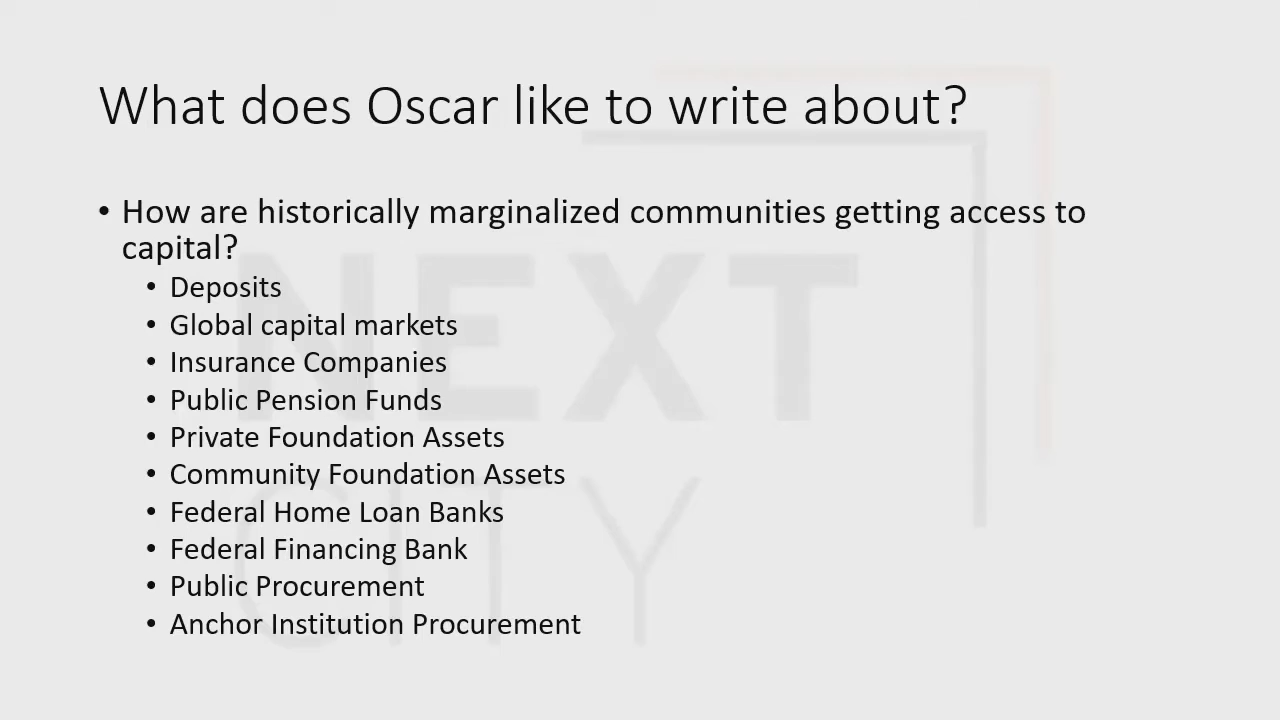 What does Oscar like to write about?
• How are historically marginalized communities getting access to
capital?
• Deposits
• Global capital markets
• Insurance Companies
• Public Pension Funds
• Private Foundation Assets
• Community Foundation Assets
• Federal Home Loan Banks
• Federal Financing Bank
• Public Procurement
• Anchor Institution Procurement
NEXT
CITY